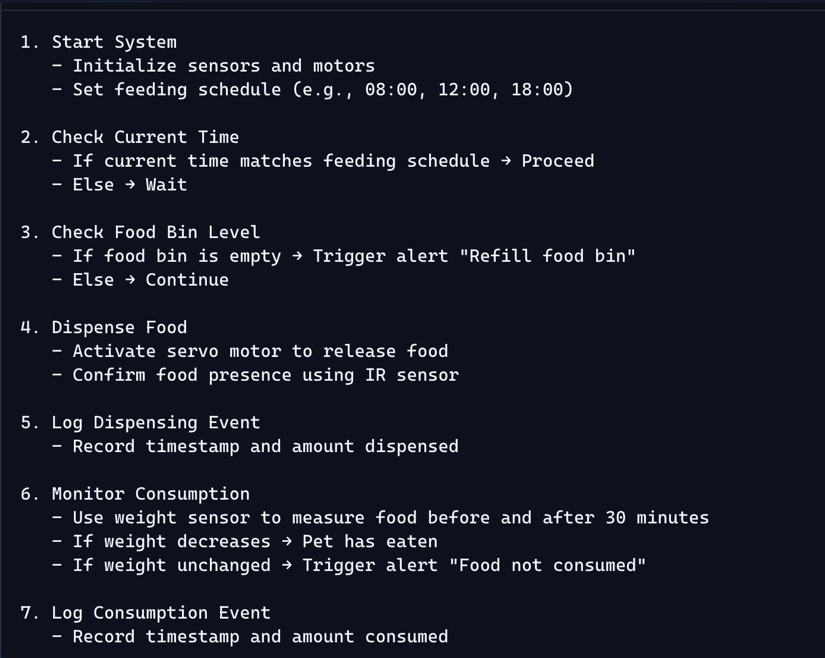 1. Start System
– Initialize sensors and motors
– Set feeding schedule (e.g., 08:00, 12:00, 18:00)
2. Check Current Time
– If current time matches feeding schedule → Proceed
– Else → Wait
3. Check Food Bin Level
– If food bin is empty → Trigger alert "Refill food bin"
– Else → Continue
4. Dispense Food
– Activate servo motor to release food
– Confirm food presence using IR sensor
5. Log Dispensing Event
– Record timestamp and amount dispensed
6. Monitor Consumption
– Use weight sensor to measure food before and after 30 minutes
– If weight decreases → Pet has eaten
– If weight unchanged → Trigger alert "Food not consumed"
7. Log Consumption Event
– Record timestamp and amount consumed